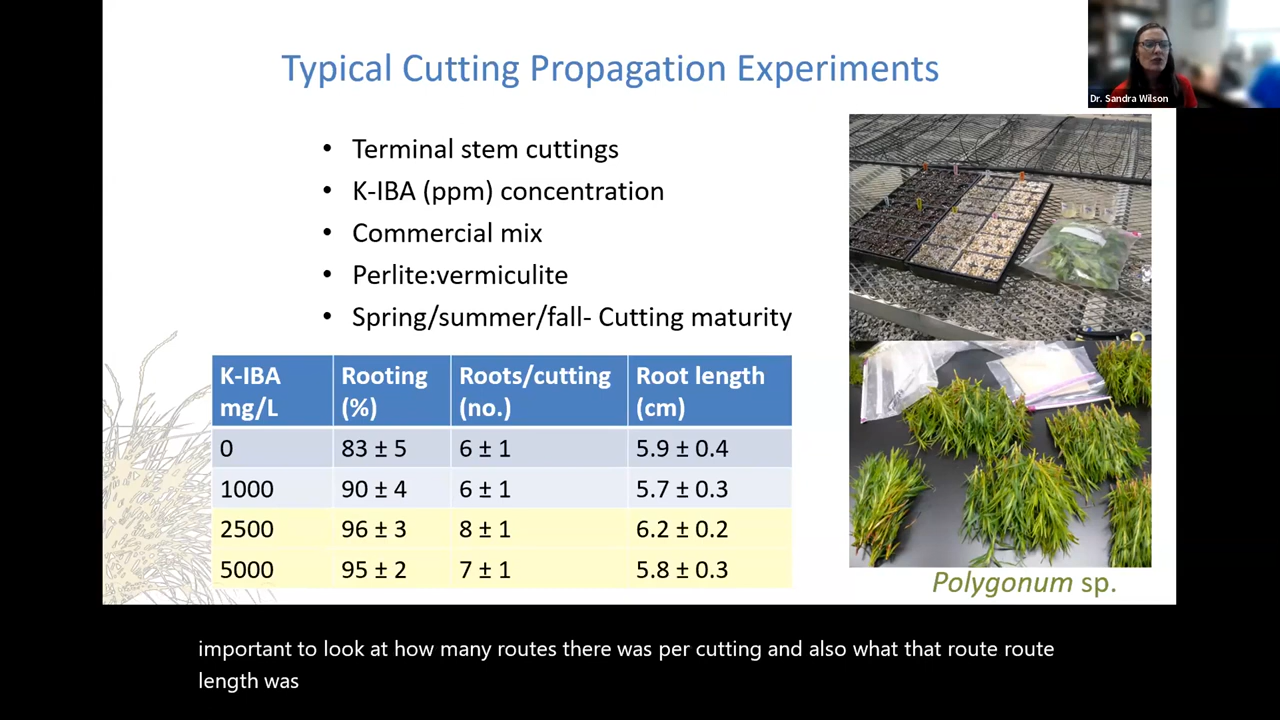 Typical Cutting Propagation Experiments
Dr. Sandra Wilson
• Terminal stem cuttings
• K-IBA (ppm) concentration
• Commercial mix
• Perlite:vermiculite
• Spring/summer/fall- Cutting maturity
K-IBA mg/L Rooting (%) Roots/cutting (no.) Root length (cm)
0 83 ± 5 6 ± 1 5.9 ± 0.4
1000 90 ± 4 6 ± 1 5.7 ± 0.3
2500 96 ± 3 8 ± 1 6.2 ± 0.2
5000 95 ± 2 7 ± 1 5.8 ± 0.3
Polygonum sp.
important to look at how many routes there was per cutting and also what that route route
length was